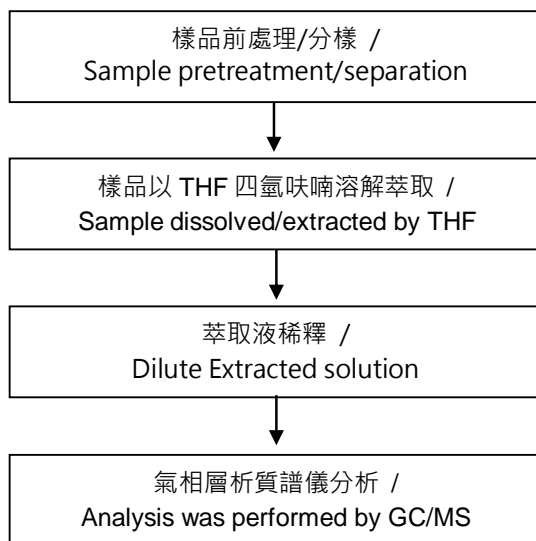 樣品前處理/分樣 /
Sample pretreatment/separation
樣品以 THF 四氫呋喃溶解萃取 /
Sample dissolved/extracted by THF
萃取液稀釋 /
Dilute Extracted solution
氣相層析質譜儀分析 /
Analysis was performed by GC/MS